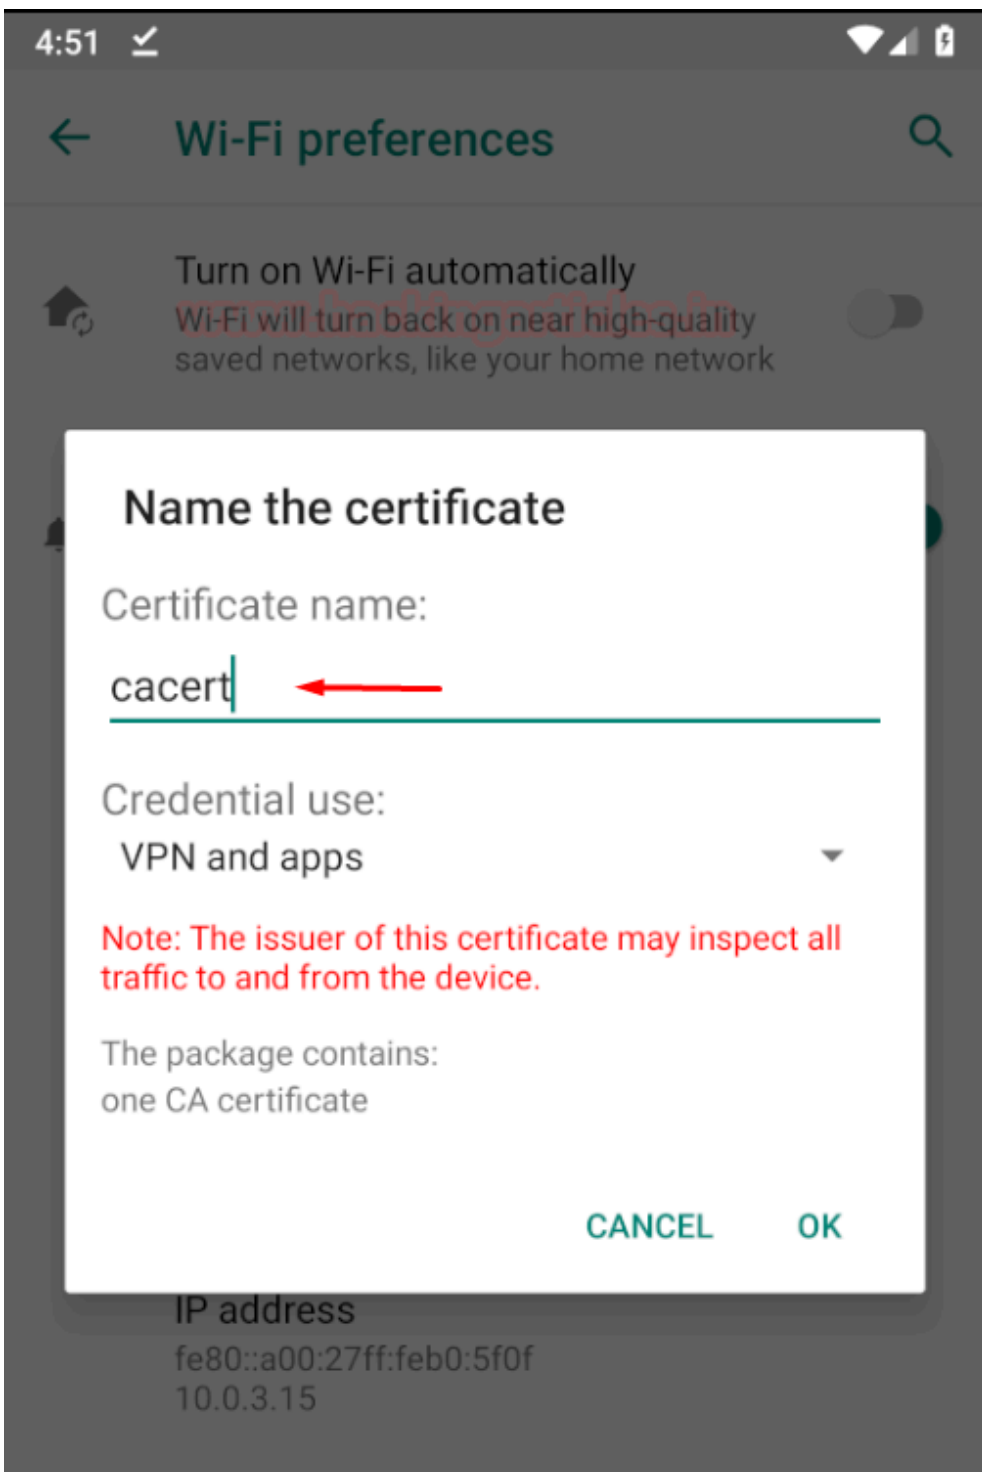 4:51
Wi-Fi preferences
Turn on Wi-Fi automatically
Wi-Fi will turn back on near high-quality
saved networks, like your home network
Name the certificate
Certificate name:
cacert
Credential use:
VPN and apps
Note: The issuer of this certificate may inspect all
traffic to and from the device.
The package contains:
one CA certificate
CANCEL OK
IP address
fe80::a00:27ff:feb0:5f0f
10.0.3.15